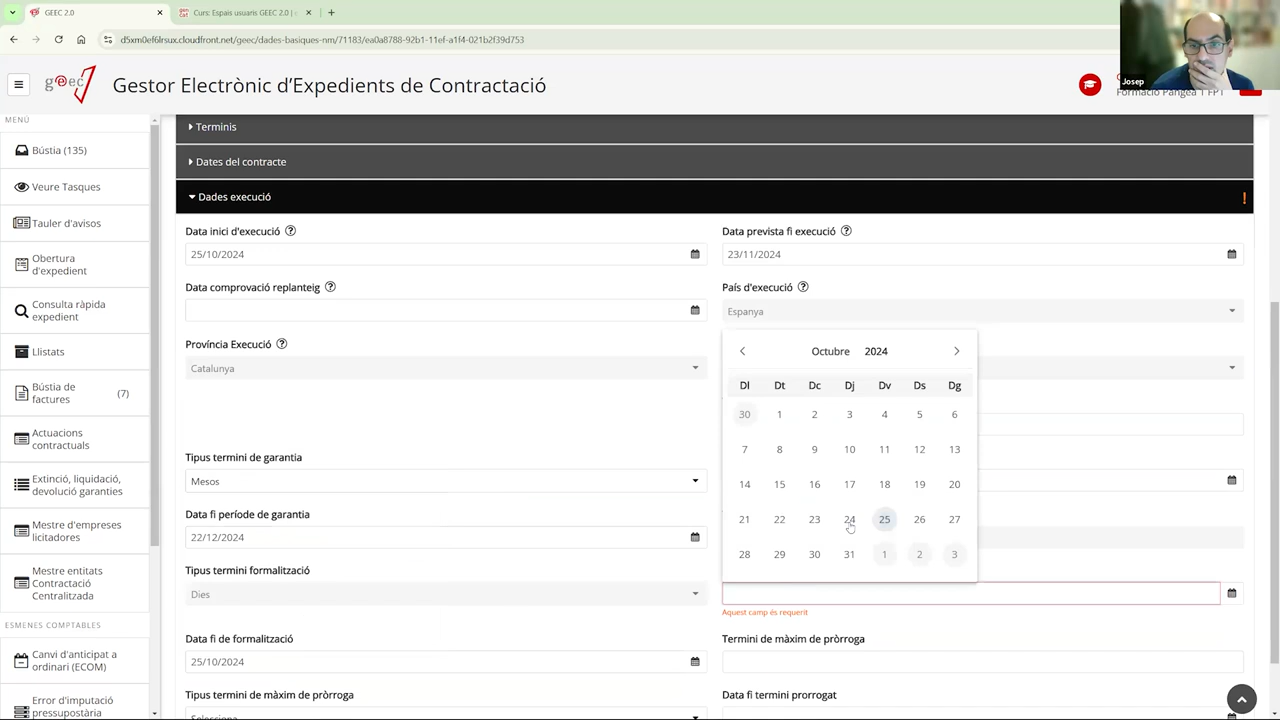 GEEC 2.0
Curs: Espais usuaris GEEC 2.0 | c
d5xm0ef6lrsux.cloudfront.net/geec/dades-basiques-nm/71183/ea0a8788-92b1-11ef-a1f4-021b2f39d753
Josep
geec
Gestor Electrònic d'Expedients de Contractació
Formació Pangea 1 FPT
MENÚ
Bústia (135)
Veure Tasques
Tauler d'avisos
Obertura
d'expedient
Consulta ràpida
expedient
Llistats
Bústia de
factures
(7)
Actuacions
contractuals
Extinció, liquidació,
devolució garanties
Mestre d'empreses
licitadores
Mestre entitats
Contractació
Centralitzada
ESMENES COMPTABLES
Canvi d'anticipat a
ordinari (ECOM)
Error d'imputació
pressupostària
Terminis
Dates del contracte
Dades execució
!
Data inici d'execució
25/10/2024
Data prevista fi execució
23/11/2024
Data comprovació replanteig
País d'execució
Espanya
Província Execució
Catalunya
Octubre 2024
Dl Dt Dc Dj Dv Ds Dg
30 1 2 3 4 5 6
7 8 9 10 11 12 13
14 15 16 17 18 19 20
21 22 23 24 25 26 27
28 29 30 31 1 2 3
Tipus termini de garantia
Mesos
Data fi període de garantia
22/12/2024
Tipus termini formalització
Dies
Aquest camp és requerit
Data fi de formalització
25/10/2024
Termini de màxim de pròrroga
Tipus termini de màxim de pròrroga
Selecciona
Data fi termini prorrogat